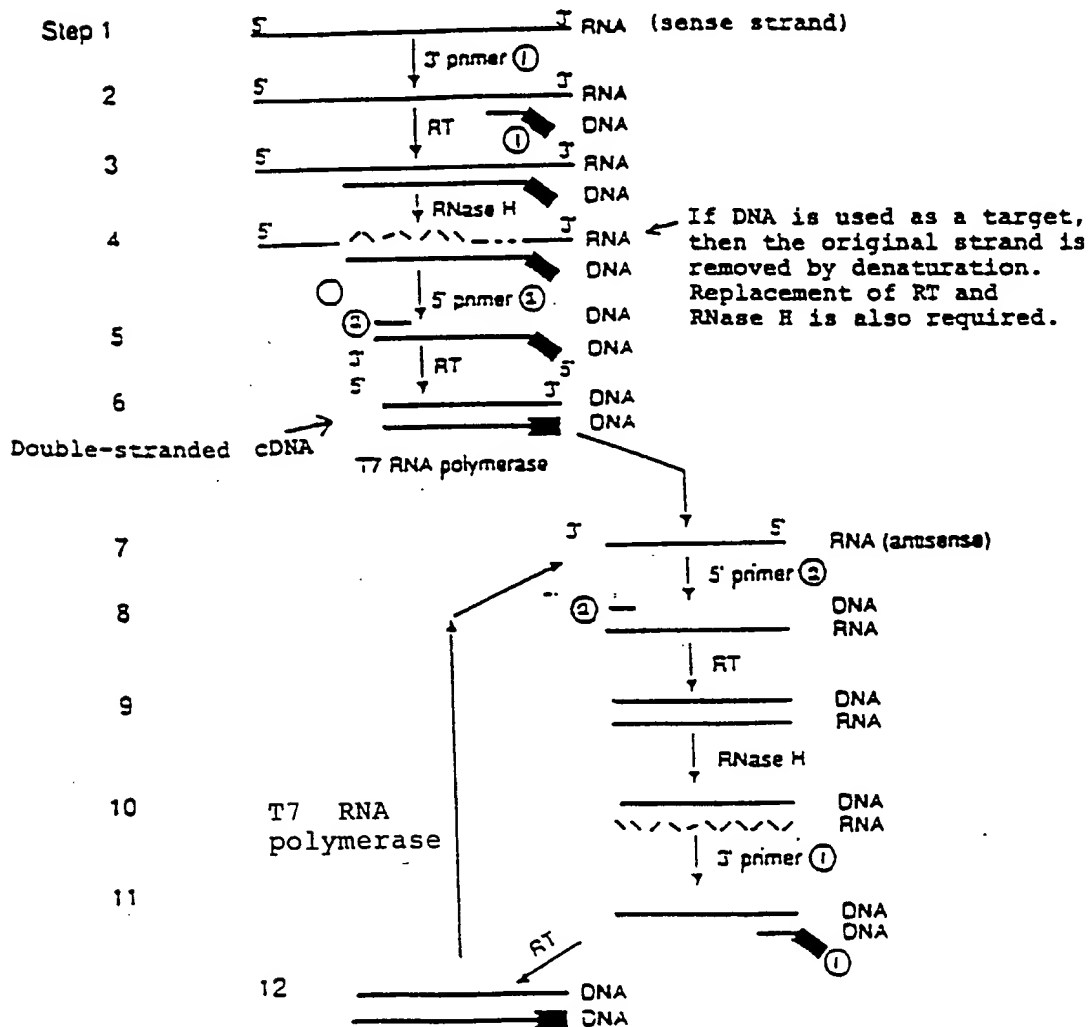 Step 1 5' 3' RNA (sense strand)
3' primer ①
2 5' 3' RNA
DNA
RT ①
3 5' 3' RNA
DNA
RNase H
4 5' 3' RNA
DNA
If DNA is used as a target,
then the original strand is
removed by denaturation.
Replacement of RT and
RNase H is also required.
5' primer ②
5 ② DNA
DNA
3' 5'
RT
6 5' 3' DNA
DNA
Double-stranded cDNA
T7 RNA polymerase
7 3' 5' RNA (antisense)
5' primer ②
8 ② DNA
RNA
RT
9 DNA
RNA
RNase H
10 DNA
RNA
T7 RNA
polymerase
3' primer ①
11 DNA
DNA
①
RT
12 DNA
DNA